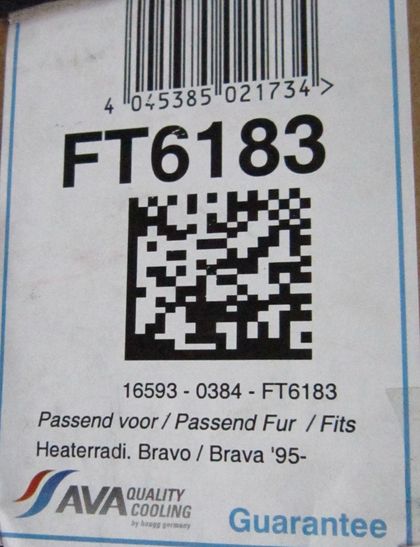 4 045385 021734 >
FT6183
16593 - 0384 - FT6183
Passend voor / Passend Fur / Fits
Heaterradi. Bravo / Brava '95-
AVA QUALITY
COOLING
by haugg germany
Guarantee